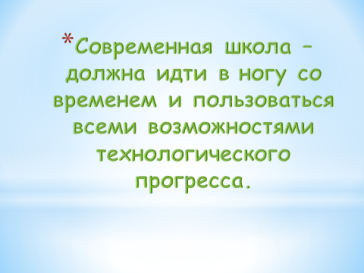 *Современная школа –
должна идти в ногу со
временем и пользоваться
всеми возможностями
технологического
прогресса.